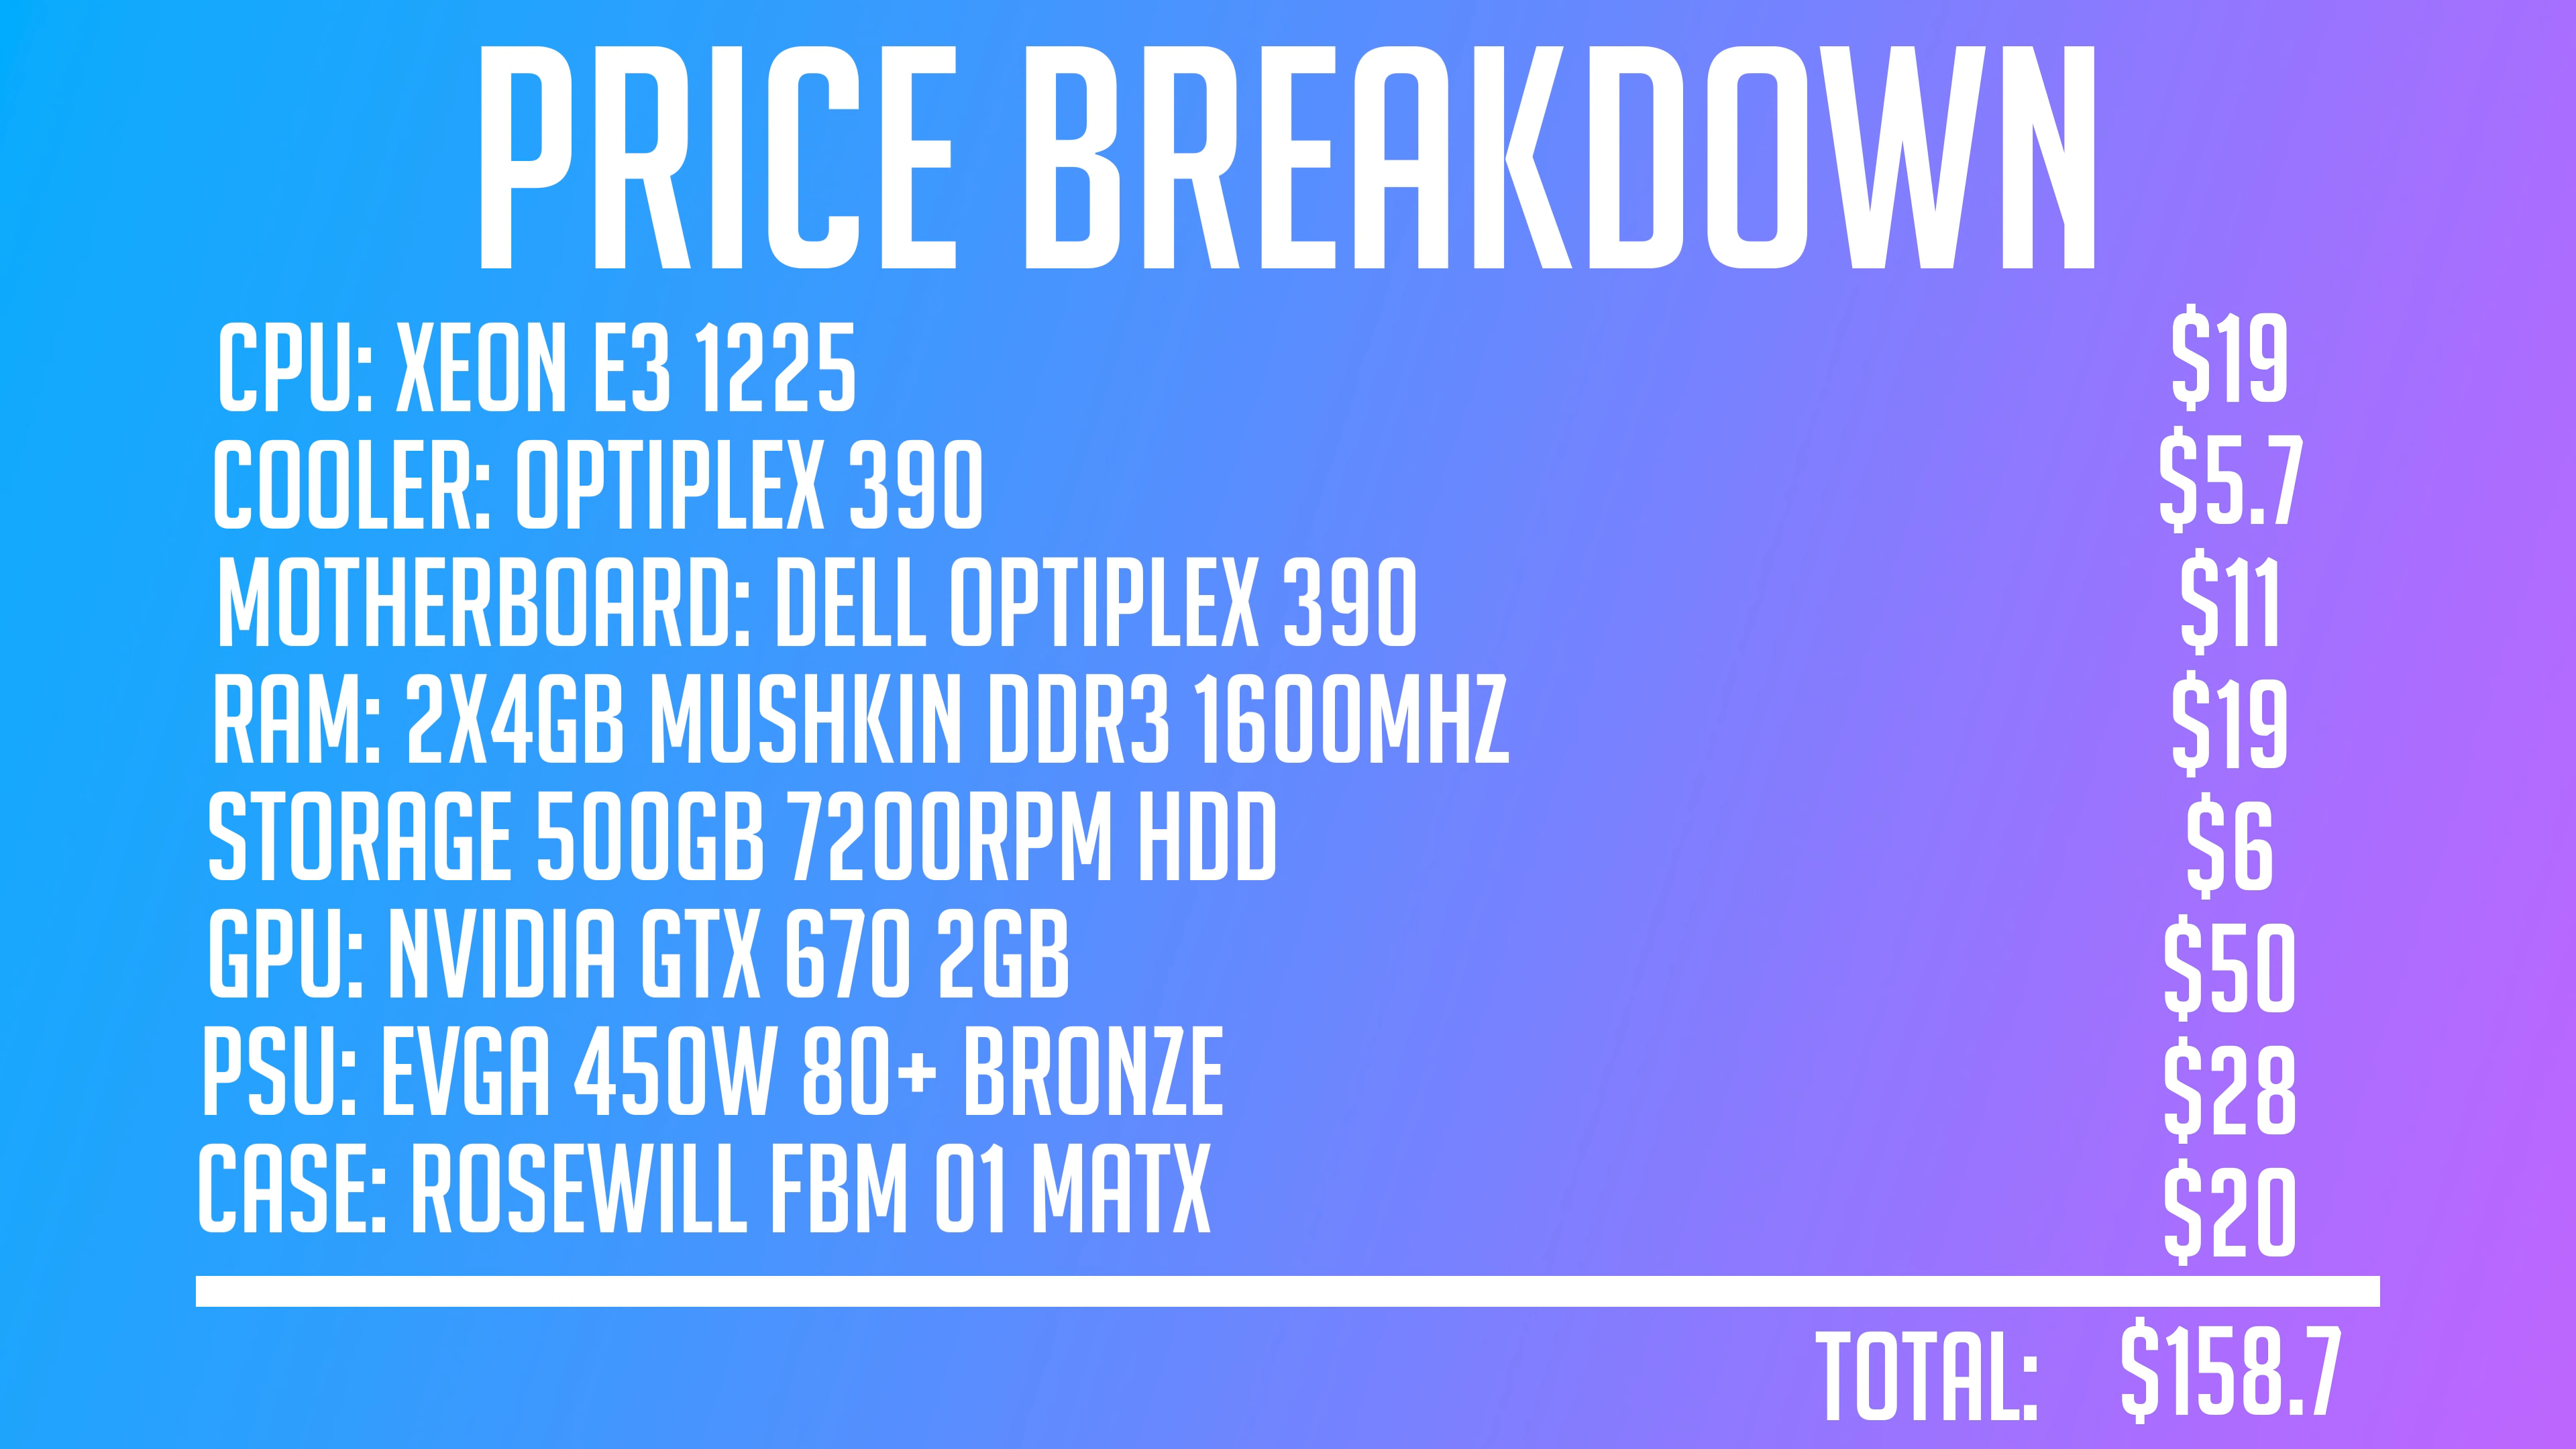 PRICE BREAKDOWN
CPU: XEON E3 1225 $19
COOLER: OPTIPLEX 390 $5.7
MOTHERBOARD: DELL OPTIPLEX 390 $11
RAM: 2X4GB MUSHKIN DDR3 1600MHZ $19
STORAGE 500GB 7200RPM HDD $6
GPU: NVIDIA GTX 670 2GB $50
PSU: EVGA 450W 80+ BRONZE $28
CASE: ROSEWILL FBM 01 MATX $20
TOTAL: $158.7